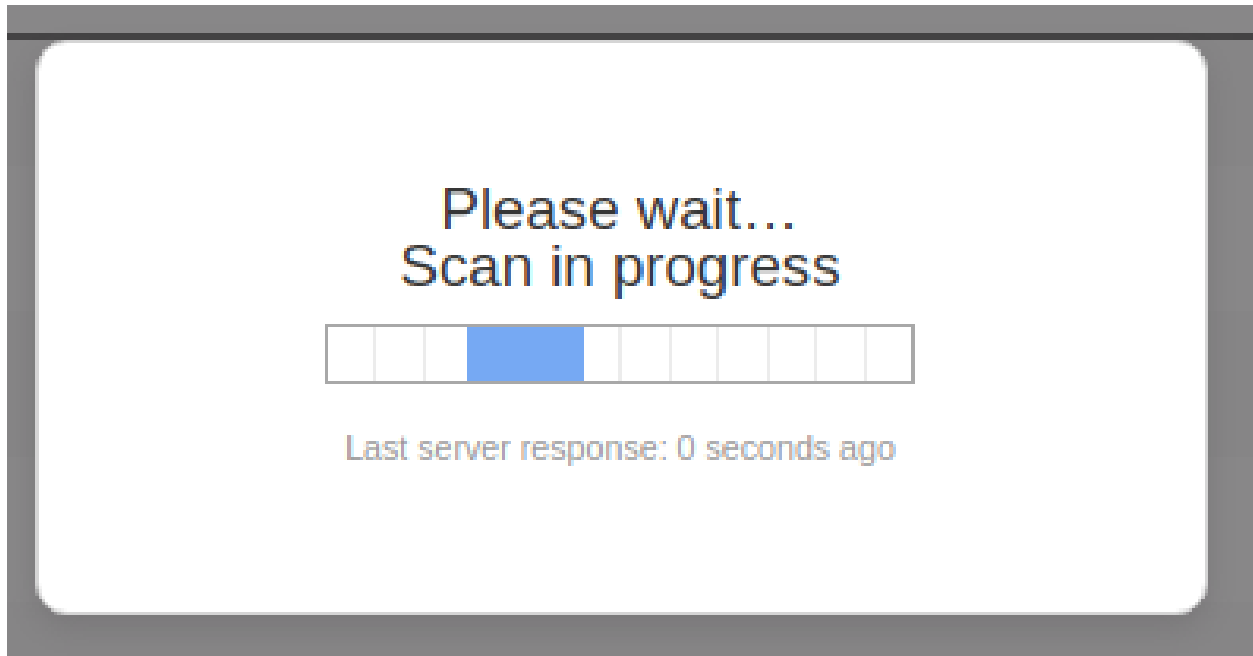 Please wait…
Scan in progress
Last server response: 0 seconds ago